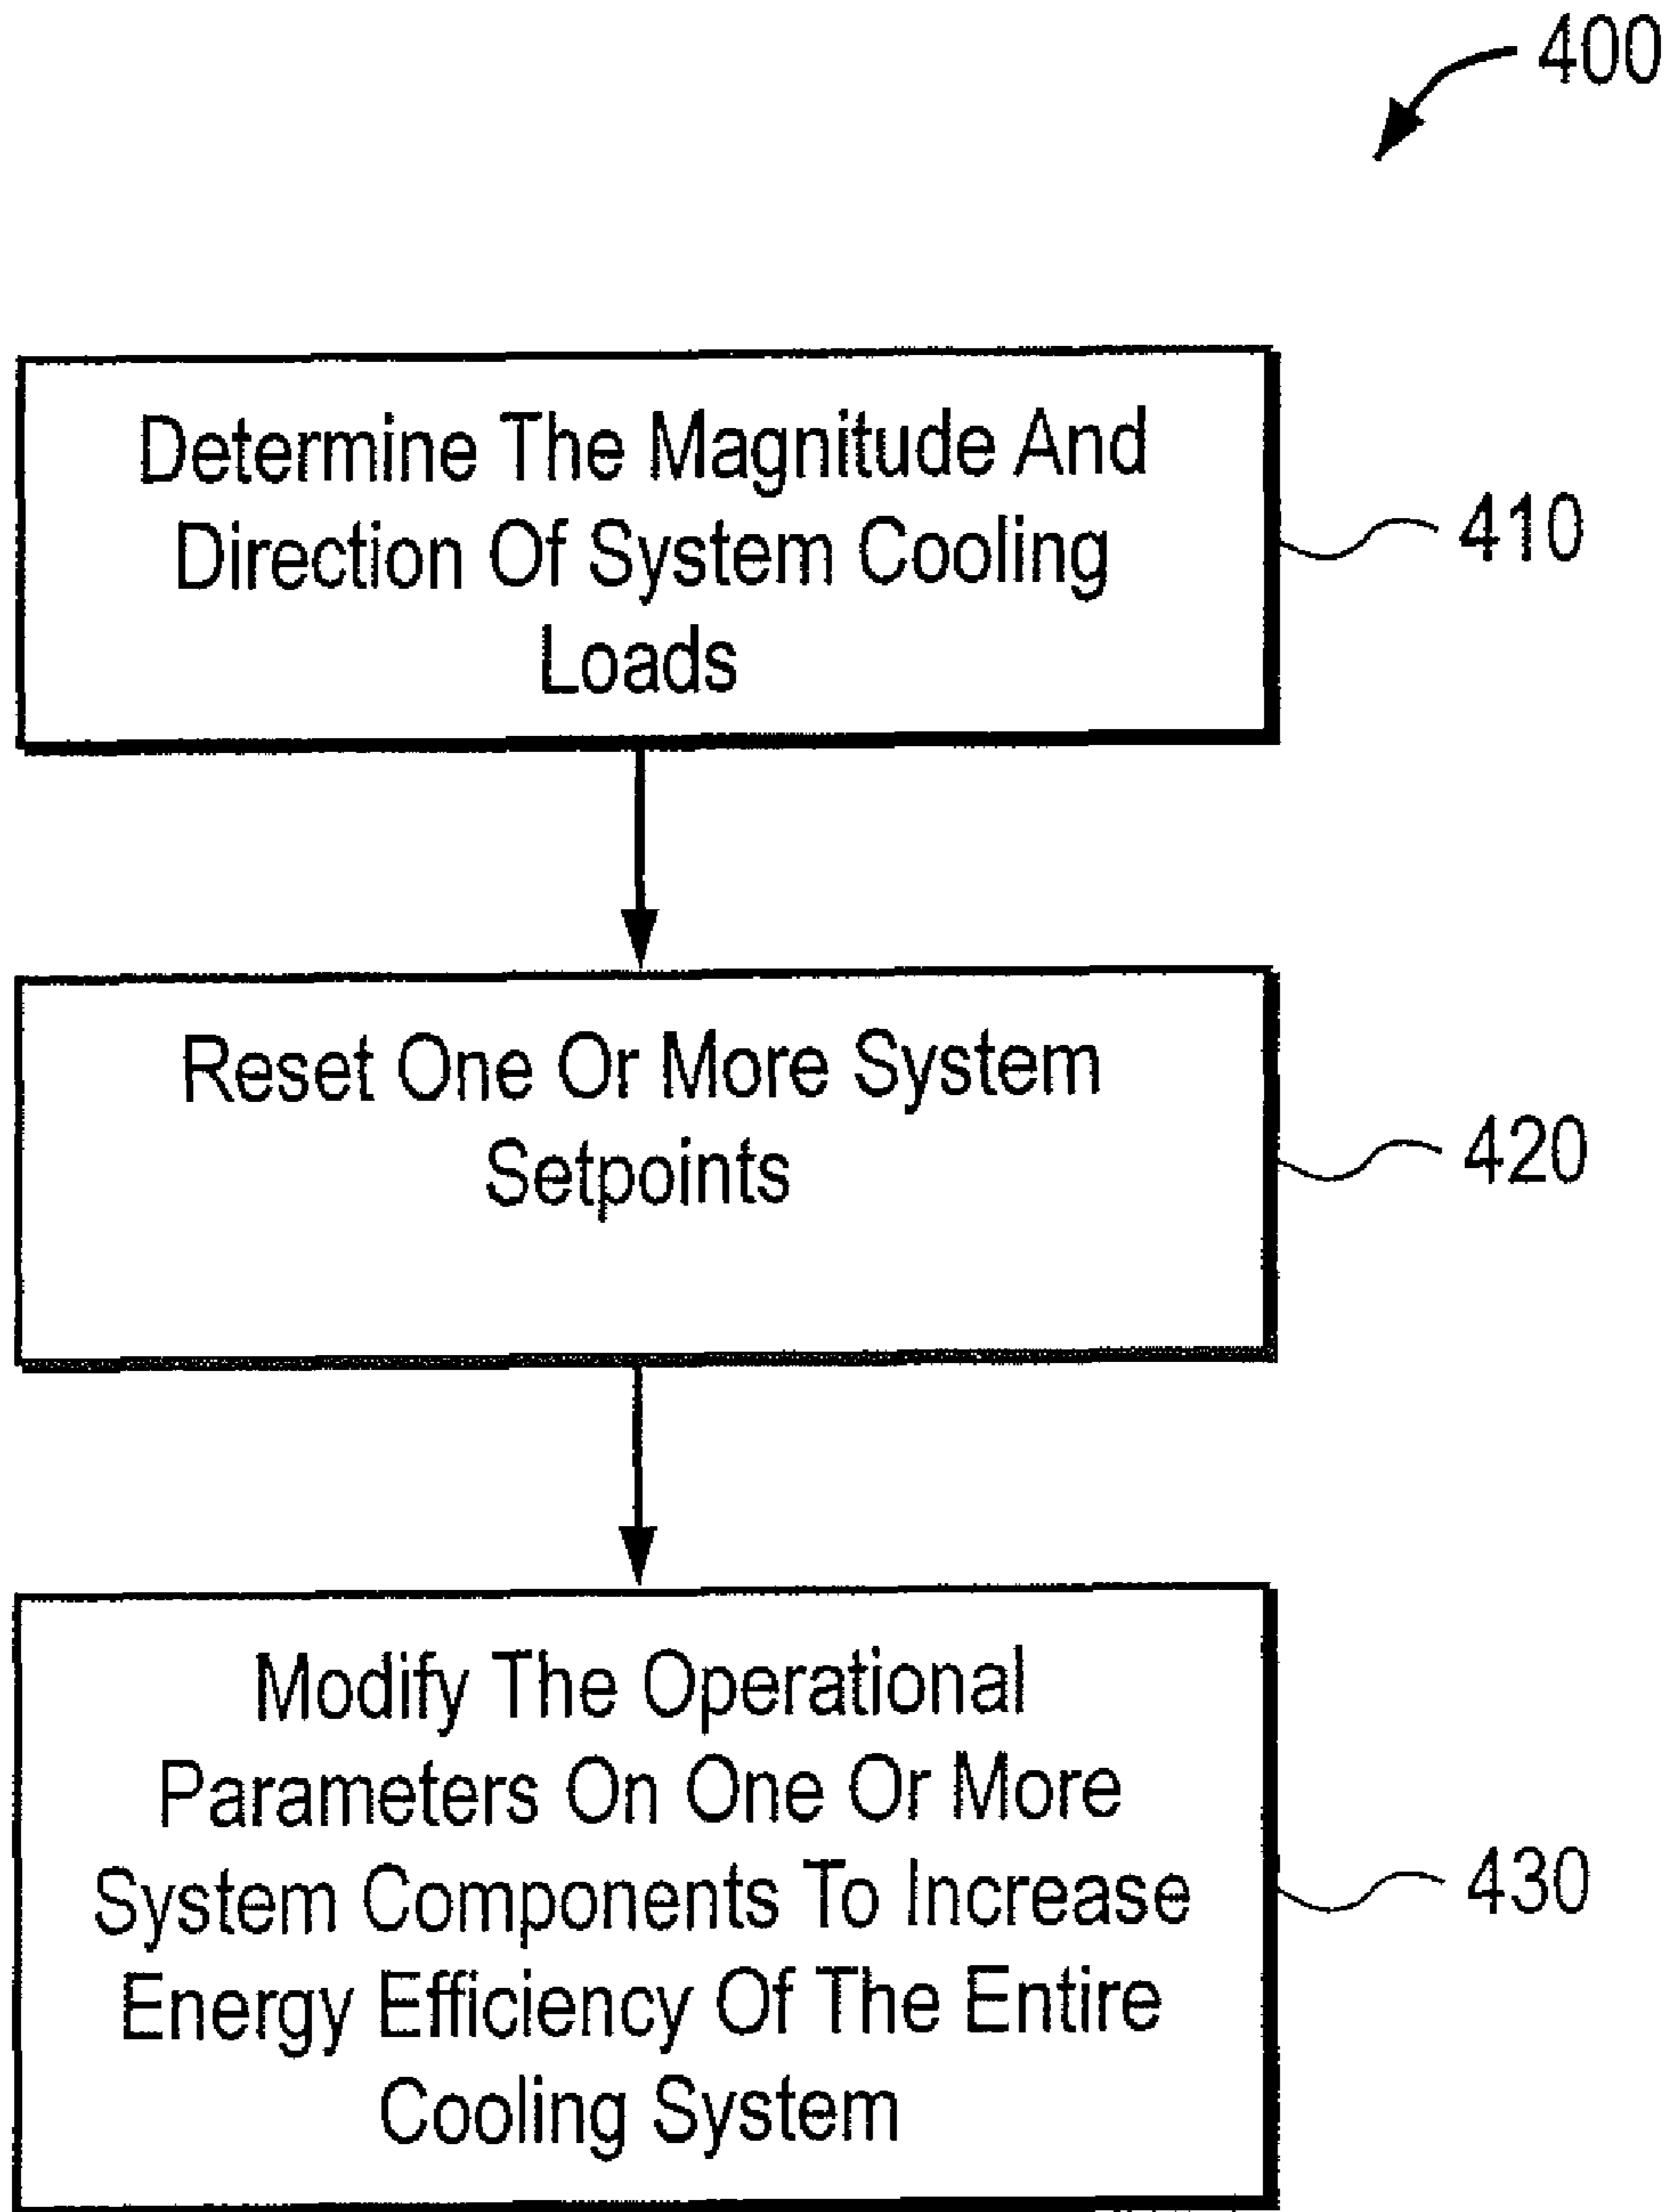 400
Determine The Magnitude And
Direction Of System Cooling
Loads
410
Reset One Or More System
Setpoints
420
Modify The Operational
Parameters On One Or More
System Components To Increase
Energy Efficiency Of The Entire
Cooling System
430